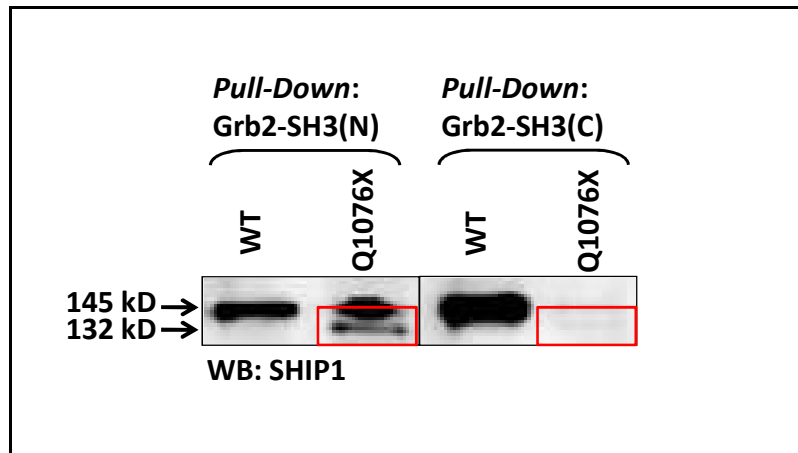 Pull-Down:
Grb2-SH3(N)
Pull-Down:
Grb2-SH3(C)
WT
Q1076X
WT
Q1076X
145 kD
132 kD
WB: SHIP1